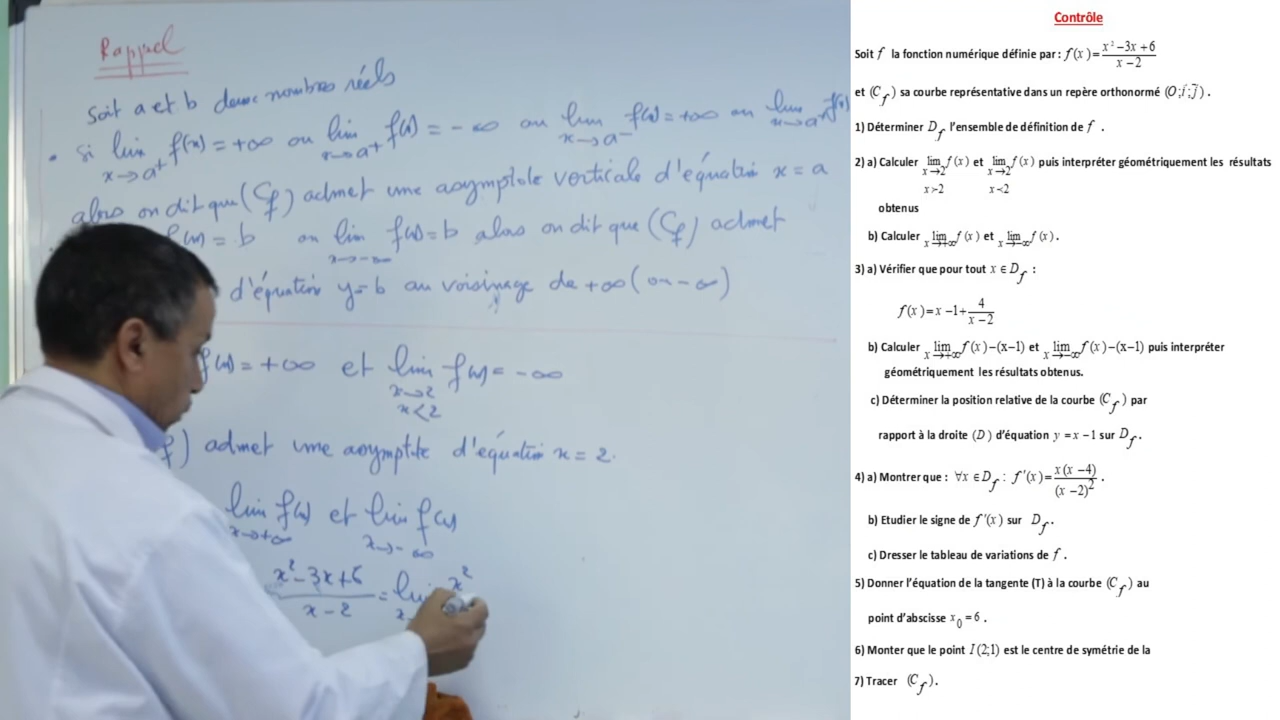 Rappel
Soit a et b deux nombres réels
• Si lim f(x) = +∞ ou lim f(x) = -∞ ou lim f(x) = +∞ ou lim f(x)
x→a⁺ x→a⁺ x→a⁻ x→a⁻
alors on dit que (Cf) admet une asymptote verticale d'équation x = a
f(x) = b ou lim f(x) = b alors on dit que (Cf) admet
x→-∞
d'équation y = b au voisinage de +∞ (ou -∞)
f(x) = +∞ et lim f(x) = -∞
x→2
x<2
f) admet une asymptote d'équation x = 2.
lim f(x) et lim f(x)
x→+∞ x→-∞
x²-3x+6 / x-2 = lim x²
Contrôle
Soit f la fonction numérique définie par : f(x) = x²-3x+6 / x-2
et (Cf) sa courbe représentative dans un repère orthonormé (O;i;j).
1) Déterminer Df l'ensemble de définition de f .
2) a) Calculer lim f(x) et lim f(x) puis interpréter géométriquement les résultats
x→2 x→2
x>2 x<2
obtenus
b) Calculer lim x→+∞ f(x) et lim x→-∞ f(x).
3) a) Vérifier que pour tout x ∈ Df :
f(x) = x-1+ 4/(x-2)
b) Calculer lim x→+∞ f(x)-(x-1) et lim x→-∞ f(x)-(x-1) puis interpréter
géométriquement les résultats obtenus.
c) Déterminer la position relative de la courbe (Cf) par
rapport à la droite (D) d'équation y = x-1 sur Df.
4) a) Montrer que : ∀x ∈ Df : f'(x) = x(x-4)/(x-2)² .
b) Etudier le signe de f'(x) sur Df.
c) Dresser le tableau de variations de f .
5) Donner l'équation de la tangente (T) à la courbe (Cf) au
point d'abscisse x₀ = 6 .
6) Monter que le point I(2;1) est le centre de symétrie de la
7) Tracer (Cf).